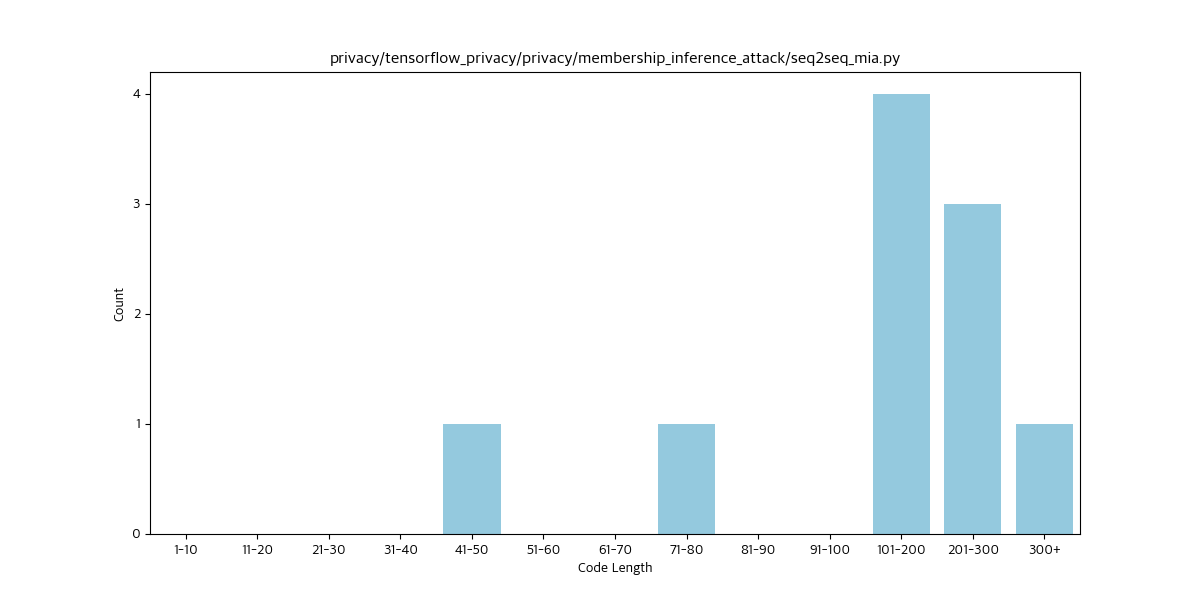 privacy/tensorflow_privacy/privacy/membership_inference_attack/seq2seq_mia.py
4
3
2
1
0
Count
1-10 11-20 21-30 31-40 41-50 51-60 61-70 71-80 81-90 91-100 101-200 201-300 300+
Code Length